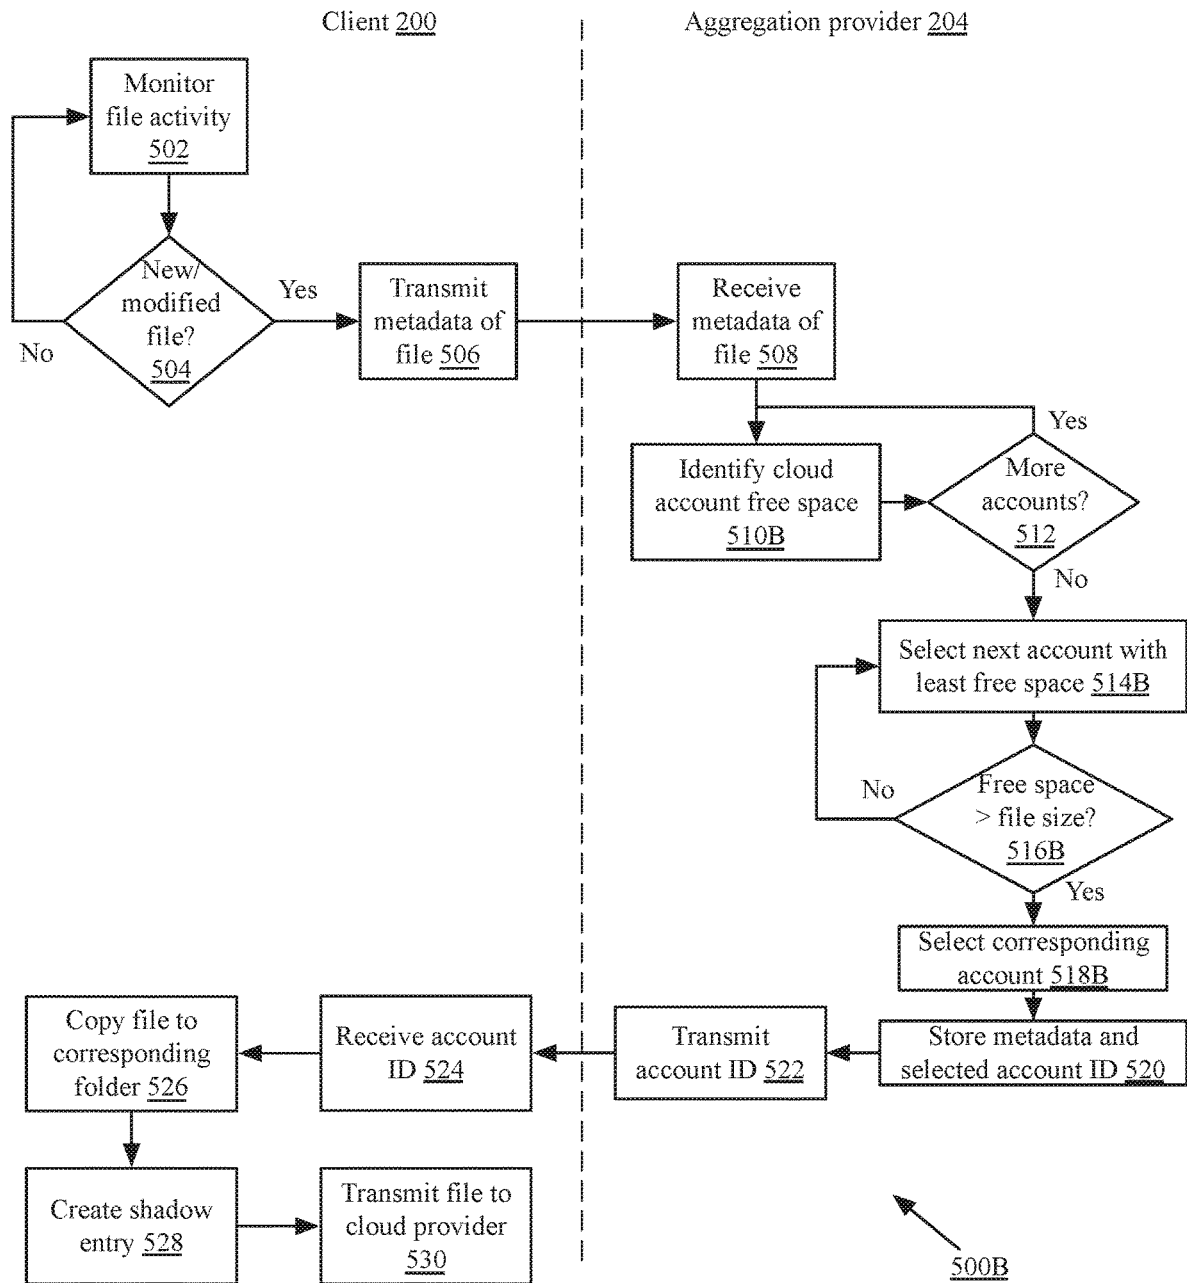 Client 200
Aggregation provider 204
Monitor
file activity
502
New/
modified
file?
504
Yes
No
Transmit
metadata of
file 506
Receive
metadata of
file 508
Identify cloud
account free space
510B
Yes
More
accounts?
512
No
Select next account with
least free space 514B
No
Free space
> file size?
516B
Yes
Select corresponding
account 518B
Store metadata and
selected account ID 520
Transmit
account ID 522
Receive account
ID 524
Copy file to
corresponding
folder 526
Create shadow
entry 528
Transmit file to
cloud provider
530
500B